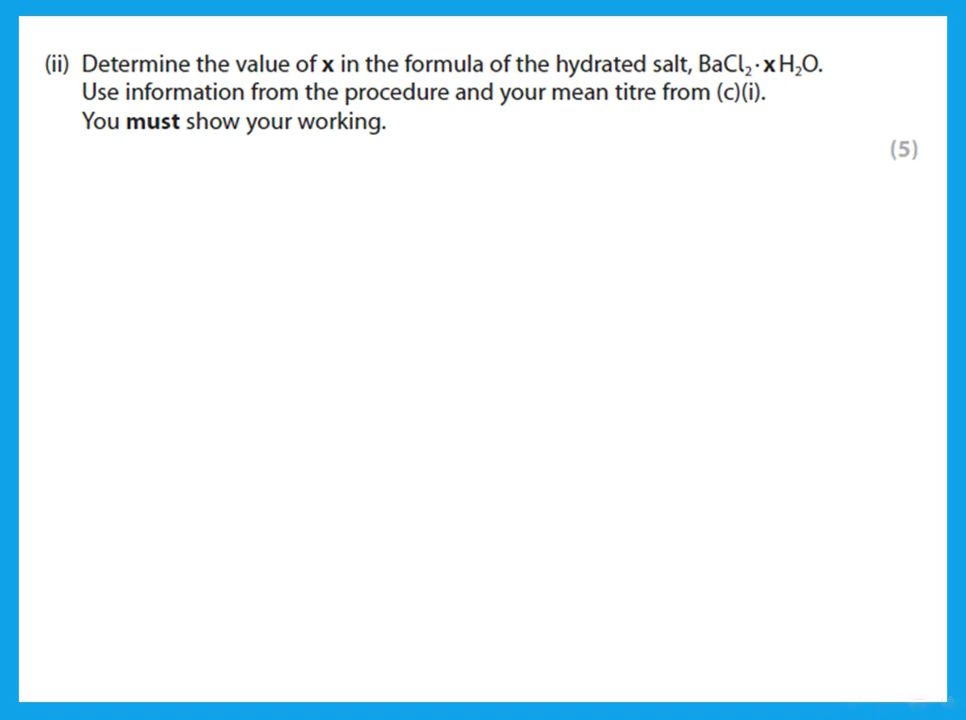 (ii) Determine the value of x in the formula of the hydrated salt, BaCl₂·xH₂O.
Use information from the procedure and your mean titre from (c)(i).
You must show your working.
(5)